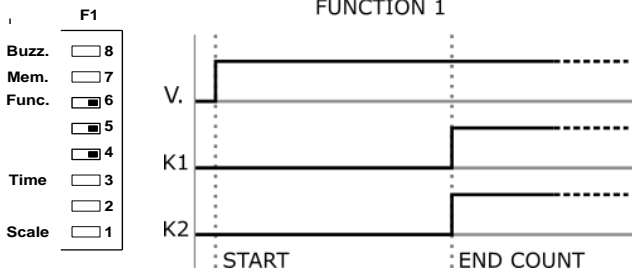 F1
Buzz. 8
Mem. 7
Func. 6
5
4
Time 3
2
Scale 1
FUNCTION 1
V.
K1
K2
START END COUNT